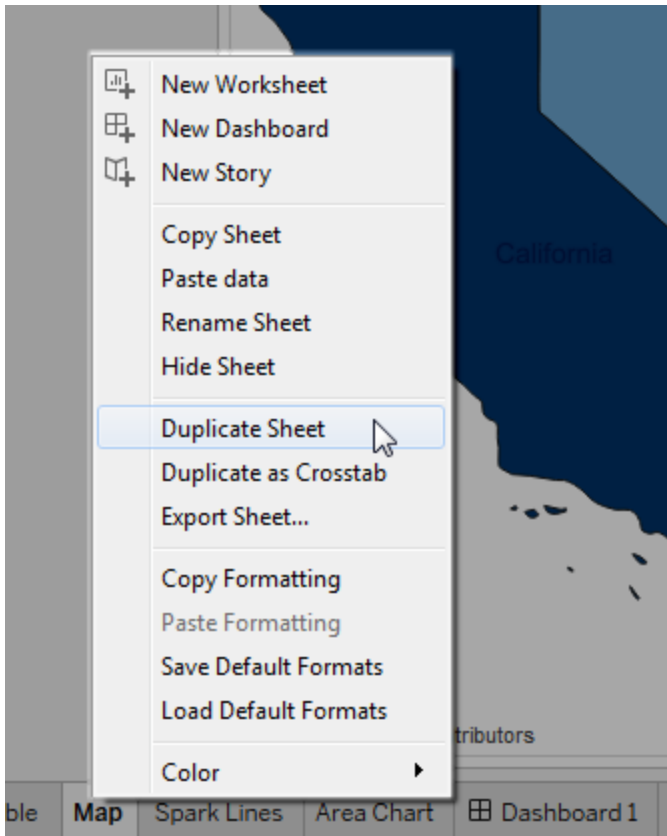 New Worksheet
New Dashboard
New Story
Copy Sheet
California
Paste data
Rename Sheet
Hide Sheet
Duplicate Sheet
Duplicate as Crosstab
Export Sheet...
Copy Formatting
Paste Formatting
Save Default Formats
Load Default Formats
tributors
Color
ble Map Spark Lines Area Chart Dashboard 1